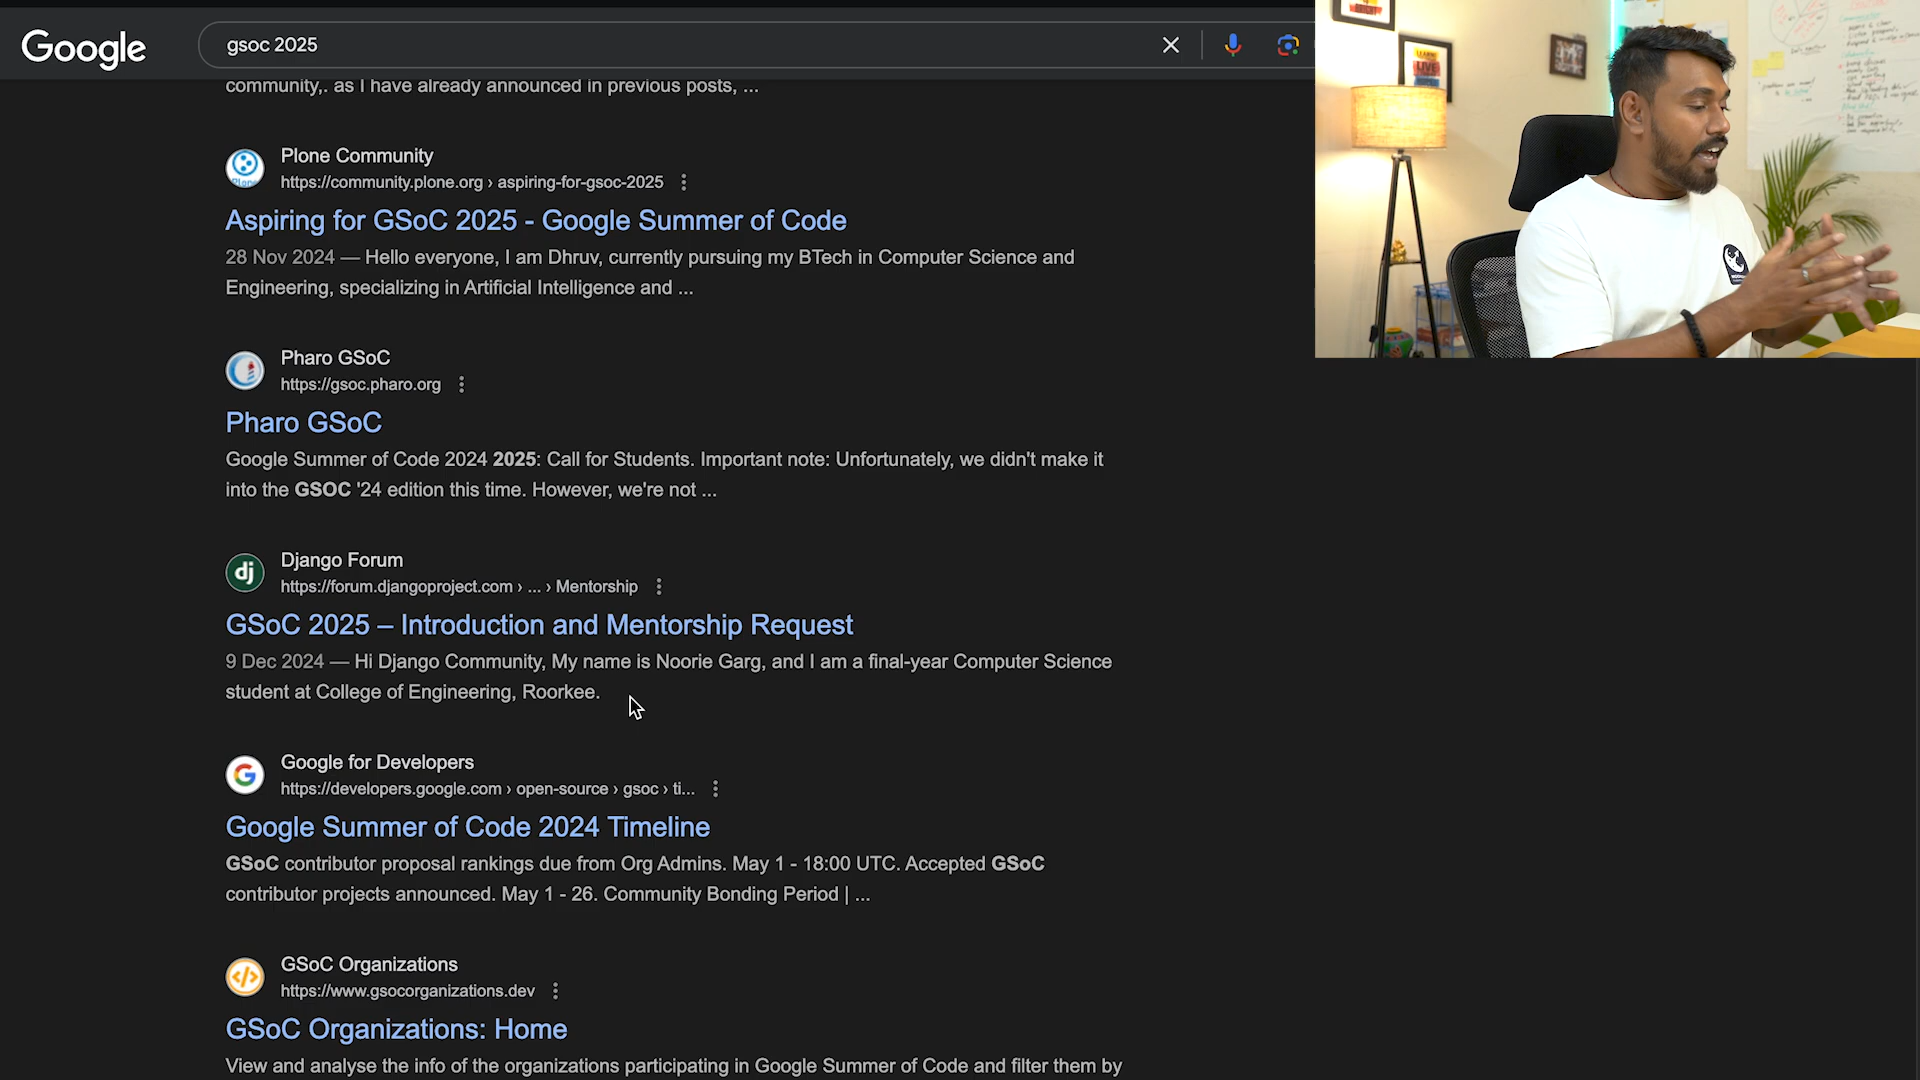 Google
gsoc 2025
community,. as I have already announced in previous posts, ...
Plone Community
https://community.plone.org › aspiring-for-gsoc-2025
Aspiring for GSoC 2025 - Google Summer of Code
28 Nov 2024 — Hello everyone, I am Dhruv, currently pursuing my BTech in Computer Science and
Engineering, specializing in Artificial Intelligence and ...
Pharo GSoC
https://gsoc.pharo.org
Pharo GSoC
Google Summer of Code 2024 2025: Call for Students. Important note: Unfortunately, we didn't make it
into the GSOC '24 edition this time. However, we're not ...
dj
Django Forum
https://forum.djangoproject.com › ... › Mentorship
GSoC 2025 – Introduction and Mentorship Request
9 Dec 2024 — Hi Django Community, My name is Noorie Garg, and I am a final-year Computer Science
student at College of Engineering, Roorkee.
Google for Developers
https://developers.google.com › open-source › gsoc › ti...
Google Summer of Code 2024 Timeline
GSoC contributor proposal rankings due from Org Admins. May 1 - 18:00 UTC. Accepted GSoC
contributor projects announced. May 1 - 26. Community Bonding Period | ...
GSoC Organizations
https://www.gsocorganizations.dev
GSoC Organizations: Home
View and analyse the info of the organizations participating in Google Summer of Code and filter them by
LIVE